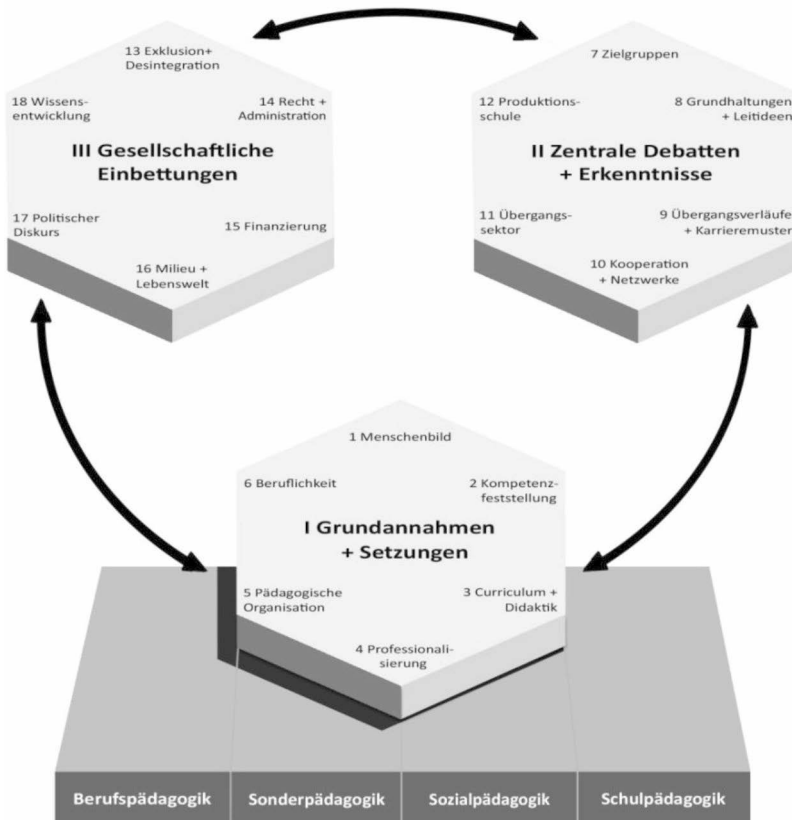 13 Exklusion+
Desintegration
18 Wissens-
entwicklung
14 Recht +
Administration
III Gesellschaftliche
Einbettungen
17 Politischer
Diskurs
15 Finanzierung
16 Milieu +
Lebenswelt
7 Zielgruppen
12 Produktions-
schule
8 Grundhaltungen
+ Leitideen
II Zentrale Debatten
+ Erkenntnisse
11 Übergangs-
sektor
9 Übergangsverläufe
+ Karrieremuster
10 Kooperation
+ Netzwerke
1 Menschenbild
6 Beruflichkeit
2 Kompetenz-
feststellung
I Grundannahmen
+ Setzungen
5 Pädagogische
Organisation
3 Curriculum +
Didaktik
4 Professionali-
sierung
Berufspädagogik
Sonderpädagogik
Sozialpädagogik
Schulpädagogik